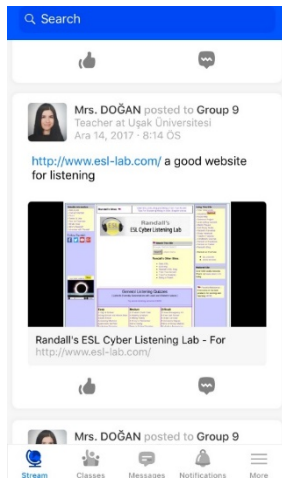 Search
Mrs. DOĞAN posted to Group 9
Teacher at Uşak Üniversitesi
Ara 14, 2017 · 8:14 ÖS
http://www.esl-lab.com/ a good website
for listening
Randall's
ESL Cyber Listening Lab
Randall's ESL Cyber Listening Lab - For
http://www.esl-lab.com/
Mrs. DOĞAN posted to Group 9
Stream Classes Messages Notifications More